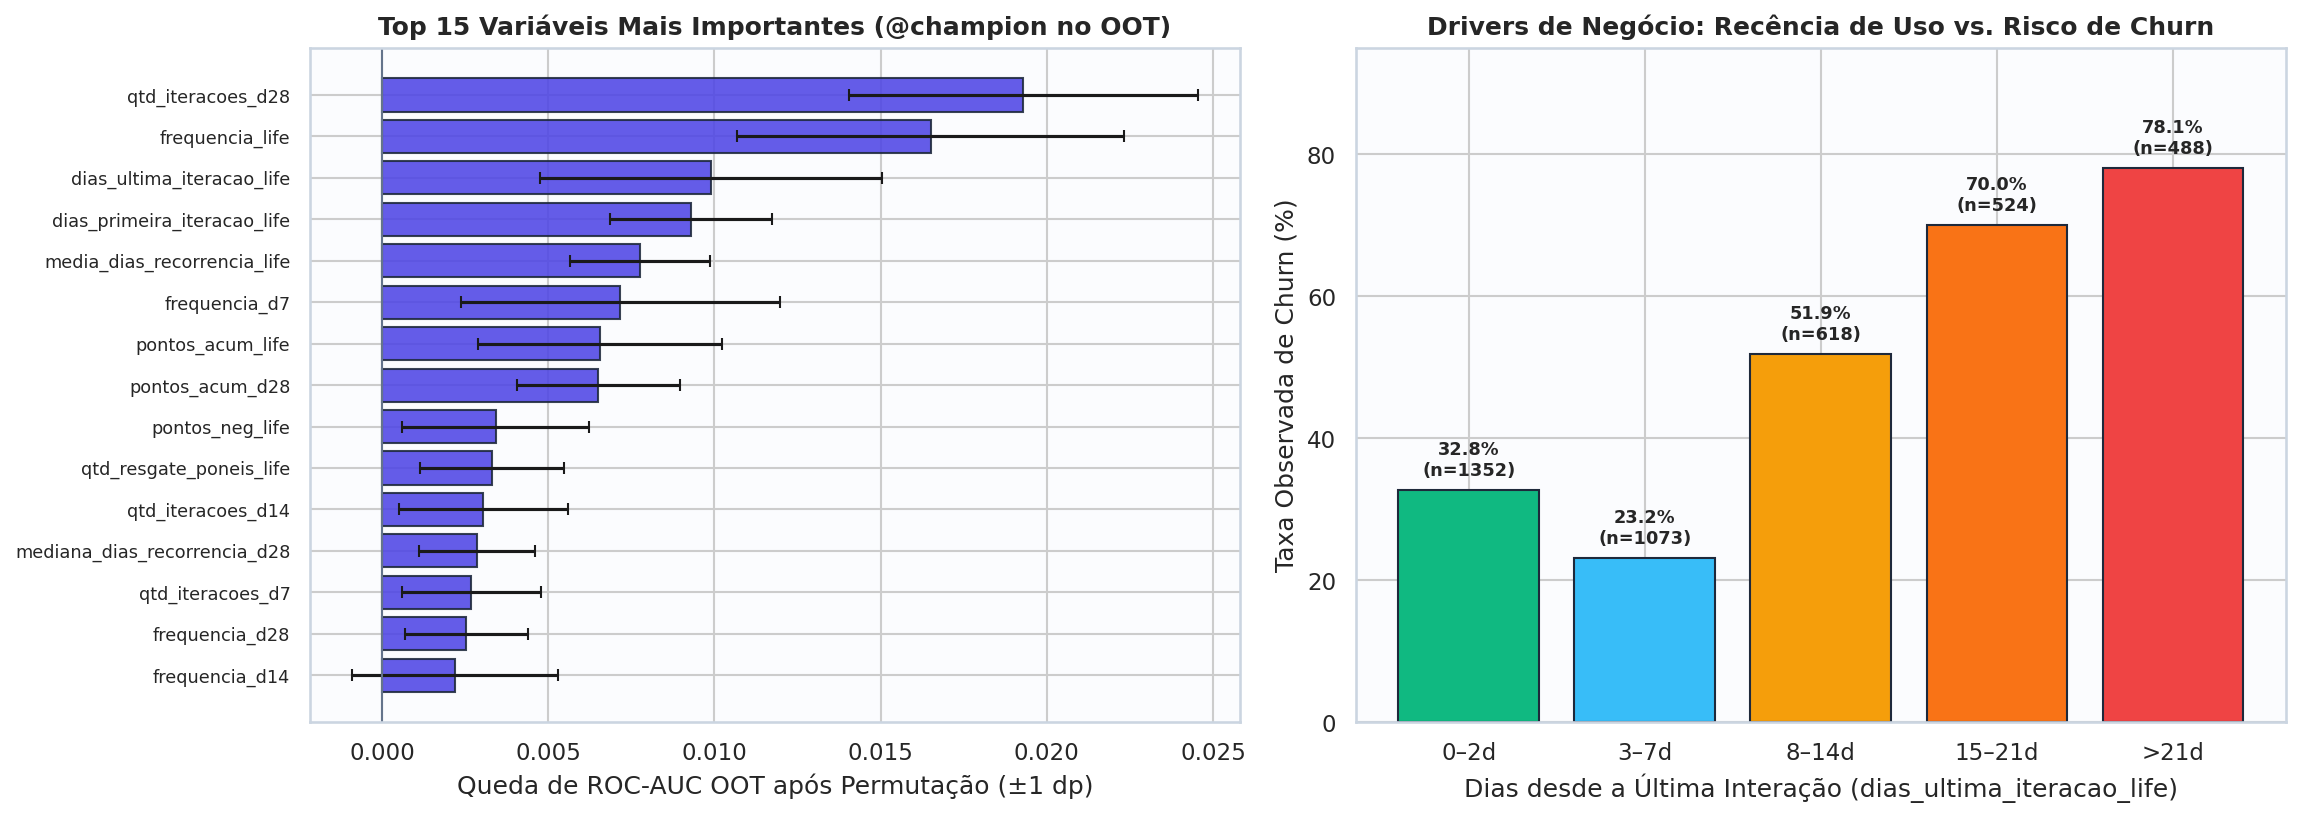 Top 15 Variáveis Mais Importantes (@champion no OOT)
qtd_iteracoes_d28
frequencia_life
dias_ultima_iteracao_life
dias_primeira_iteracao_life
media_dias_recorrencia_life
frequencia_d7
pontos_acum_life
pontos_acum_d28
pontos_neg_life
qtd_resgate_poneis_life
qtd_iteracoes_d14
mediana_dias_recorrencia_d28
qtd_iteracoes_d7
frequencia_d28
frequencia_d14
0.000 0.005 0.010 0.015 0.020 0.025
Queda de ROC-AUC OOT após Permutação (±1 dp)
Drivers de Negócio: Recência de Uso vs. Risco de Churn
Taxa Observada de Churn (%)
80
60
40
20
0
32.8%
(n=1352)
23.2%
(n=1073)
51.9%
(n=618)
70.0%
(n=524)
78.1%
(n=488)
0–2d 3–7d 8–14d 15–21d >21d
Dias desde a Última Interação (dias_ultima_iteracao_life)